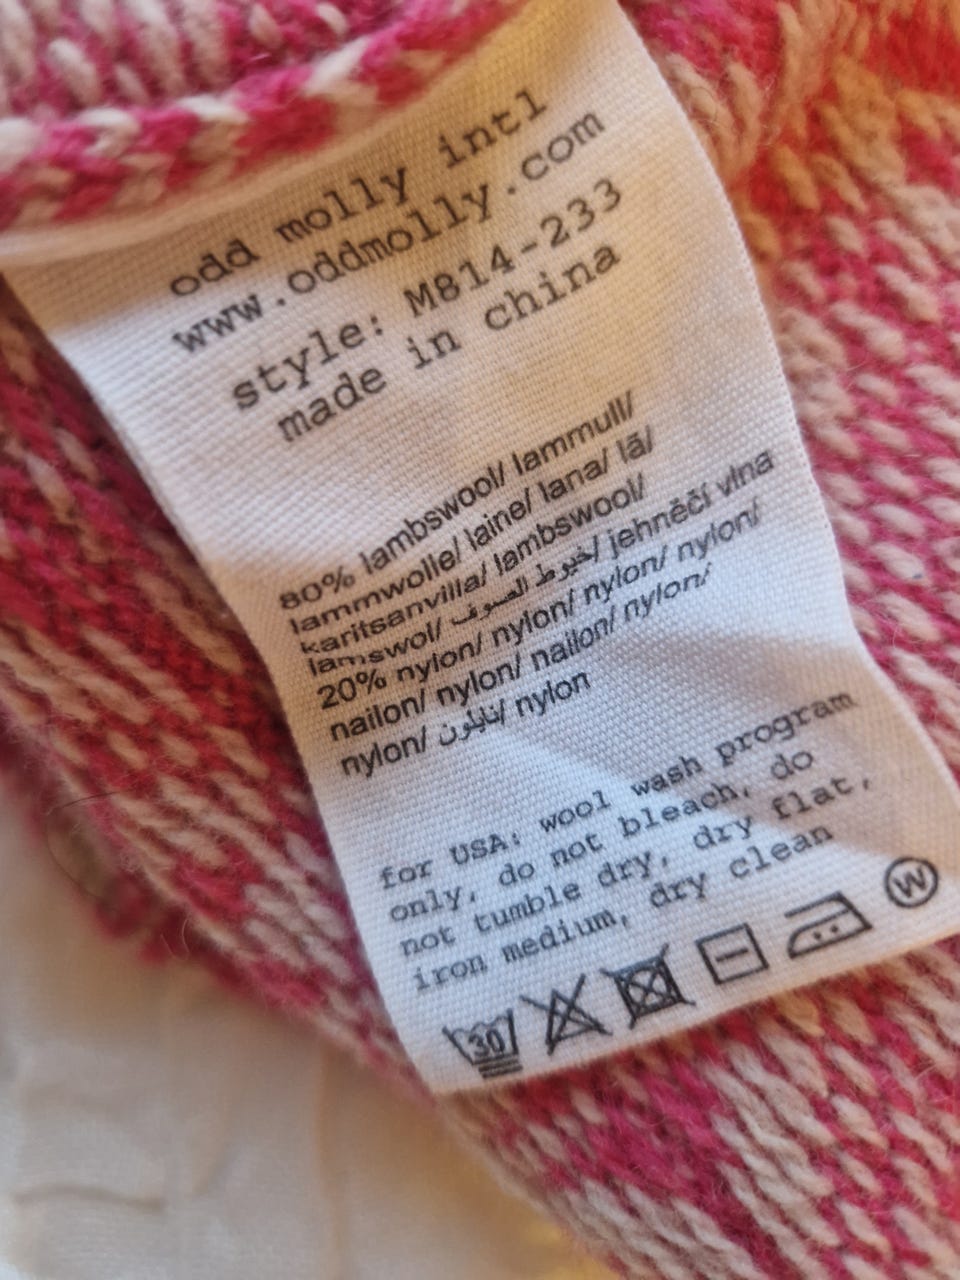 odd molly intl
www.oddmolly.com
style: M814-233
made in china
80% lambswool/ lammull/
lammwolle/ laine/ lana/ lã/
karitsanvilla/ lambswool/
lamswol/ خيوط الصوف/ jehněčí vlna
20% nylon/ nylon/ nylon/ nylon/
nailon/ nylon/ nailon/ nylon/
nylon/ نايلون/ nylon
for USA: wool wash program
only, do not bleach, do
not tumble dry, dry flat,
iron medium, dry clean
30 W